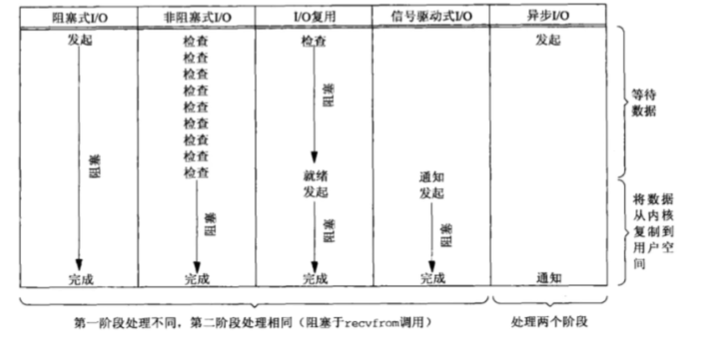 阻塞式I/O 非阻塞式I/O I/O复用 信号驱动式I/O 异步I/O
发起 检查 检查 发起
检查
检查
检查
检查
检查
检查
检查
检查 就绪 通知
发起 发起
阻塞
阻塞
阻塞
阻塞
阻塞
完成 完成 完成 完成 通知
等待
数据
将数据
从内核
复制到
用户空
间
第一阶段处理不同，第二阶段处理相同（阻塞于recvfrom调用） 处理两个阶段